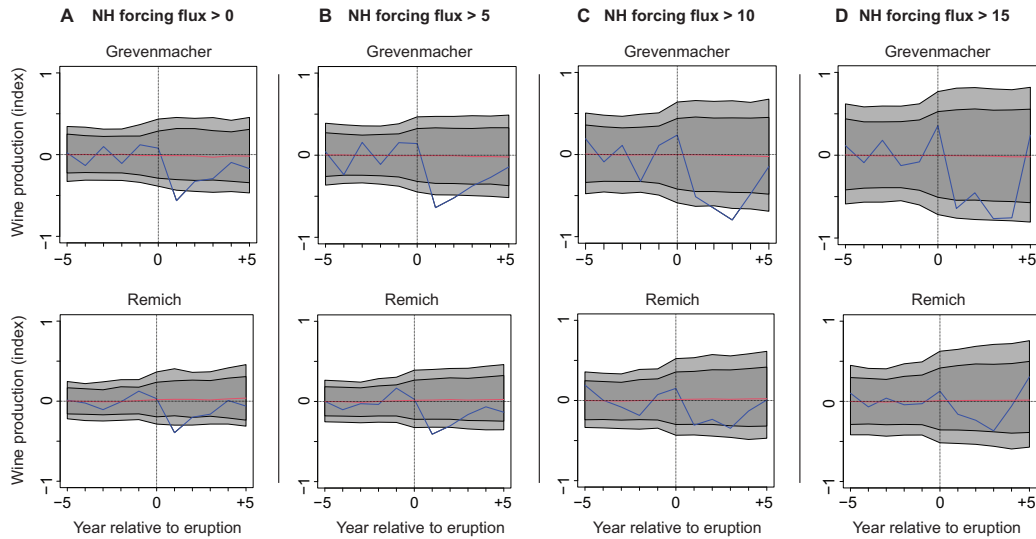 A NH forcing flux > 0
B NH forcing flux > 5
C NH forcing flux > 10
D NH forcing flux > 15
Grevenmacher
Grevenmacher
Grevenmacher
Grevenmacher
Wine production (index)
1
0
−1
1
0
−1
1
0
−1
1
0
−1
−5 0 +5
−5 0 +5
−5 0 +5
−5 0 +5
Remich
Remich
Remich
Remich
Wine production (index)
1
0
−1
1
0
−1
1
0
−1
1
0
−1
−5 0 +5
−5 0 +5
−5 0 +5
−5 0 +5
Year relative to eruption
Year relative to eruption
Year relative to eruption
Year relative to eruption